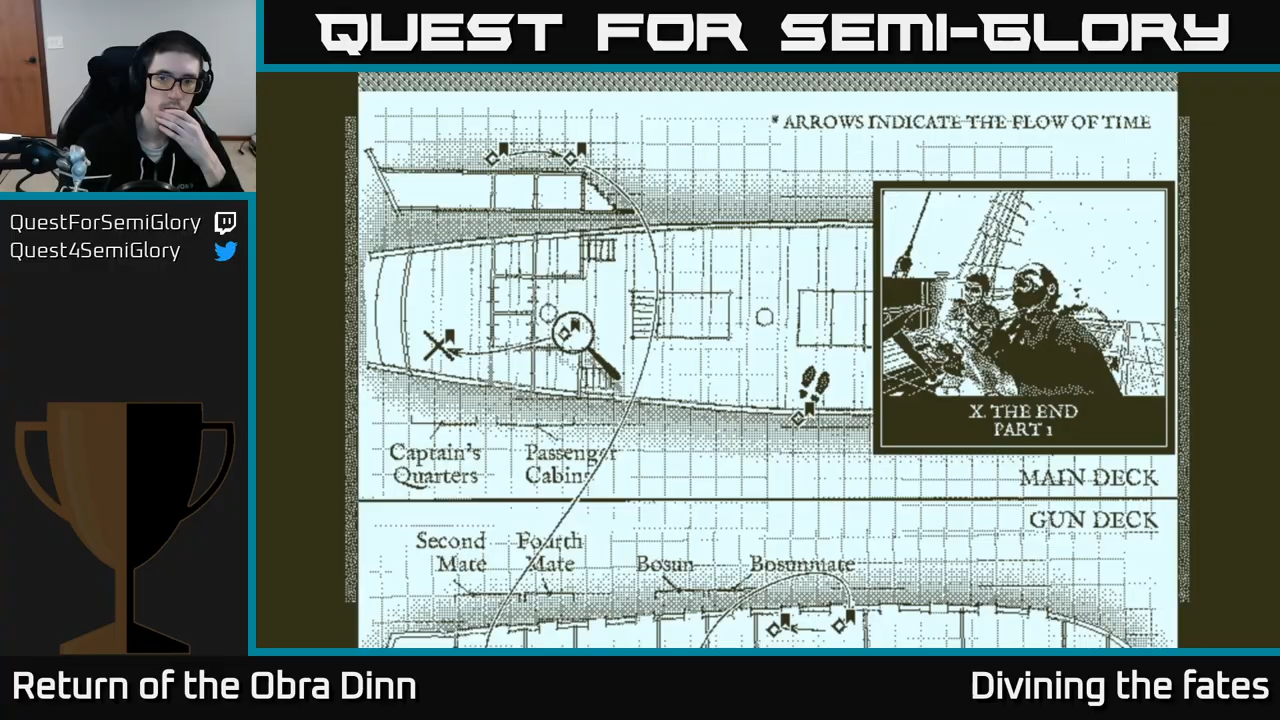 QUEST FOR SEMI-GLORY
QuestForSemiGlory
Quest4SemiGlory
* ARROWS INDICATE THE FLOW OF TIME
X. THE END
PART 1
Captain's
Quarters
Passenger
Cabins
MAIN DECK
GUN DECK
Second
Mate
Fourth
Mate
Bosun
Bosunmate
Return of the Obra Dinn
Divining the fates